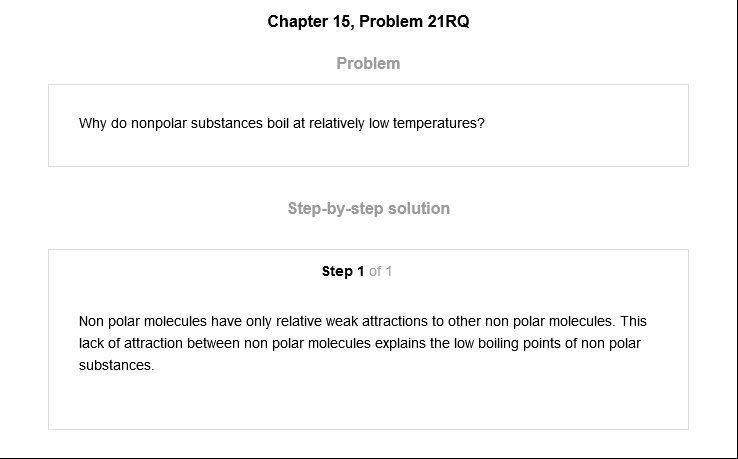 Chapter 15, Problem 21RQ
Problem
Why do nonpolar substances boil at relatively low temperatures?
Step-by-step solution
Step 1 of 1
Non polar molecules have only relative weak attractions to other non polar molecules. This
lack of attraction between non polar molecules explains the low boiling points of non polar
substances.